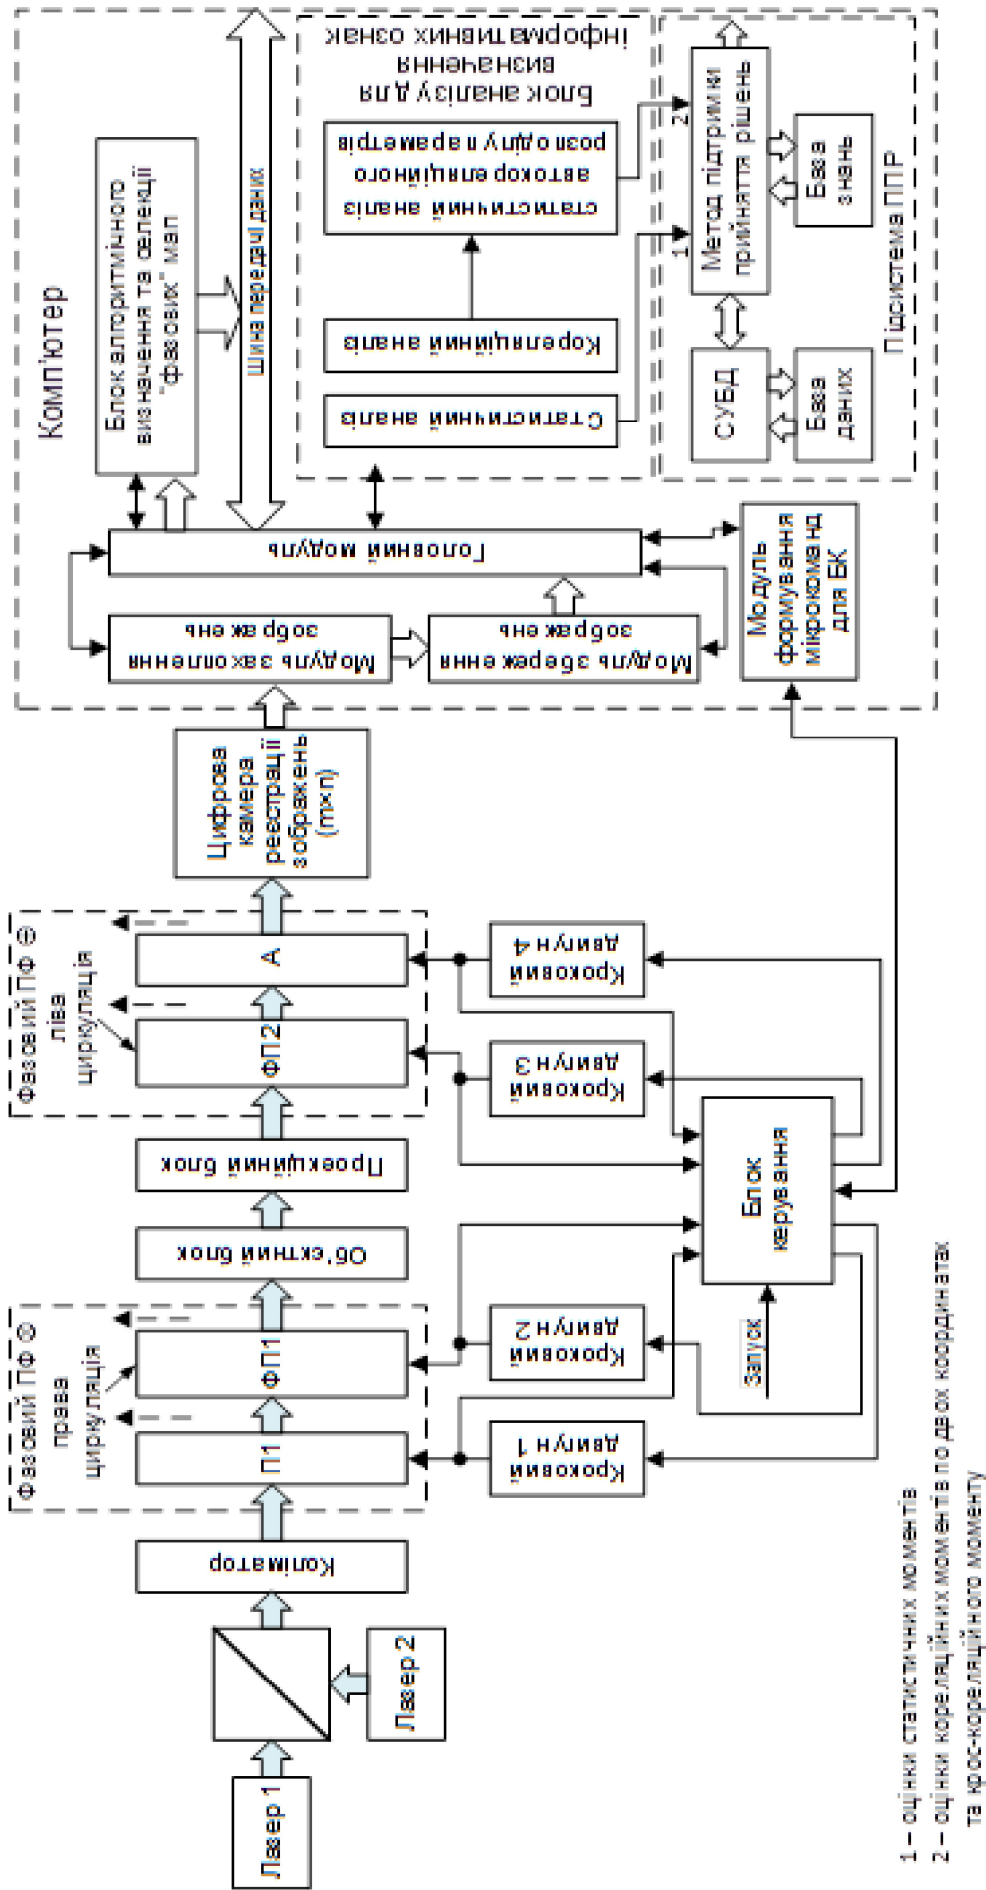 Лазер 1
Лазер 2
Коліматор
Фазовий ПФ ⊙
права
циркуляція
П1
ФП1
Об'єктний блок
Проекційний блок
Фазовий ПФ ⊖
ліва
циркуляція
ФП2
А
Цифрова
камера
реєстрації
зображень
(m×n)
Кроковий
двигун 1
Кроковий
двигун 2
Кроковий
двигун 3
Кроковий
двигун 4
Запуск
Блок
керування
Комп'ютер
Модуль захоплення
зображень
Модуль збереження
зображень
Головний модуль
Модуль
формування
мікрокоманд
для БК
Блок алгоритмічного
визначення та селекції
"фазових" мап
Шина передачі даних
Статистичний аналіз
Кореляційний аналіз
статистичний аналіз
автокореляційного
розподілу параметрів
Блок аналізу для
визначення
інформативних ознак
СУБД
База
даних
1
2
Метод підтримки
прийняття рішень
База
знань
Підсистема ППР
1 – оцінки статистичних моментів
2 – оцінки кореляційних моментів по двох координатах
та крос-кореляційного моменту